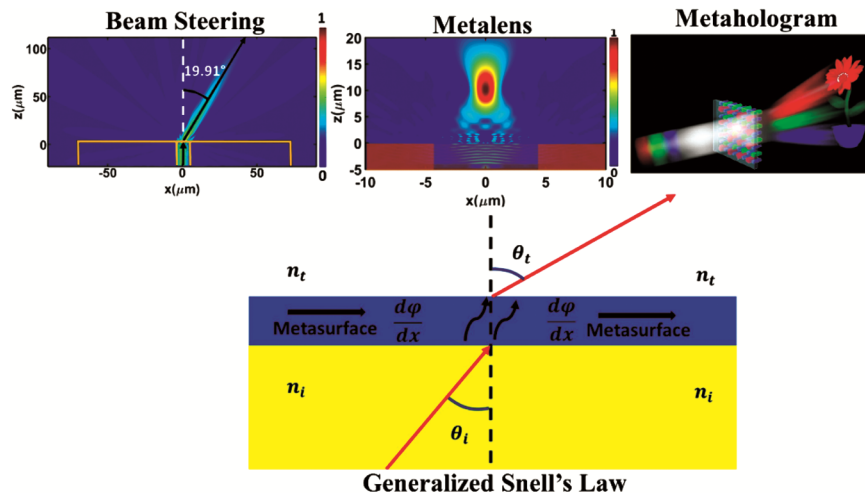 Beam Steering
Metalens
Metahologram
z(μm)
100
50
0
19.91°
-50
0
50
x(μm)
1
0
z(μm)
20
15
10
5
0
-5
-10
-5
0
5
10
x(μm)
1
0
θt
nt
nt
Metasurface
dφ
dx
dφ
dx
Metasurface
ni
ni
θi
Generalized Snell's Law